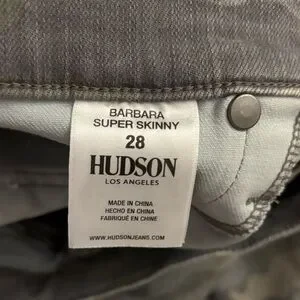 BARBARA
SUPER SKINNY
28
HUDSON
LOS ANGELES
MADE IN CHINA
HECHO EN CHINA
FABRIQUÉ EN CHINE
WWW.HUDSONJEANS.COM